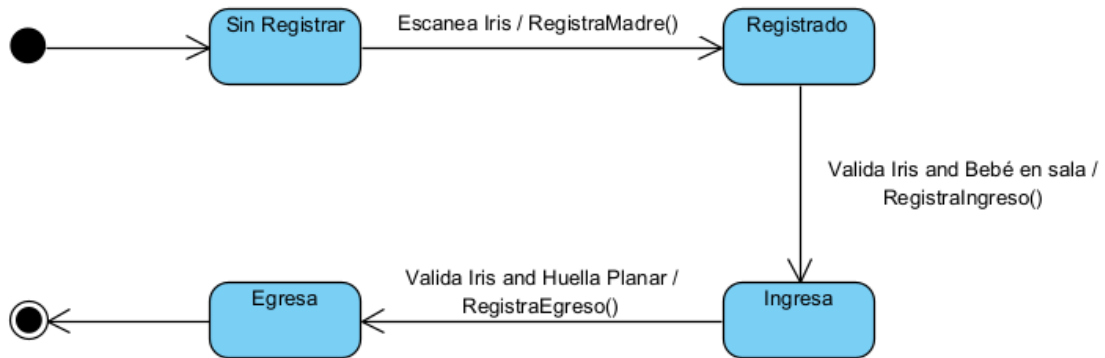 Sin Registrar
Escanea Iris / RegistraMadre()
Registrado
Valida Iris and Bebé en sala /
RegistraIngreso()
Ingresa
Valida Iris and Huella Planar /
RegistraEgreso()
Egresa